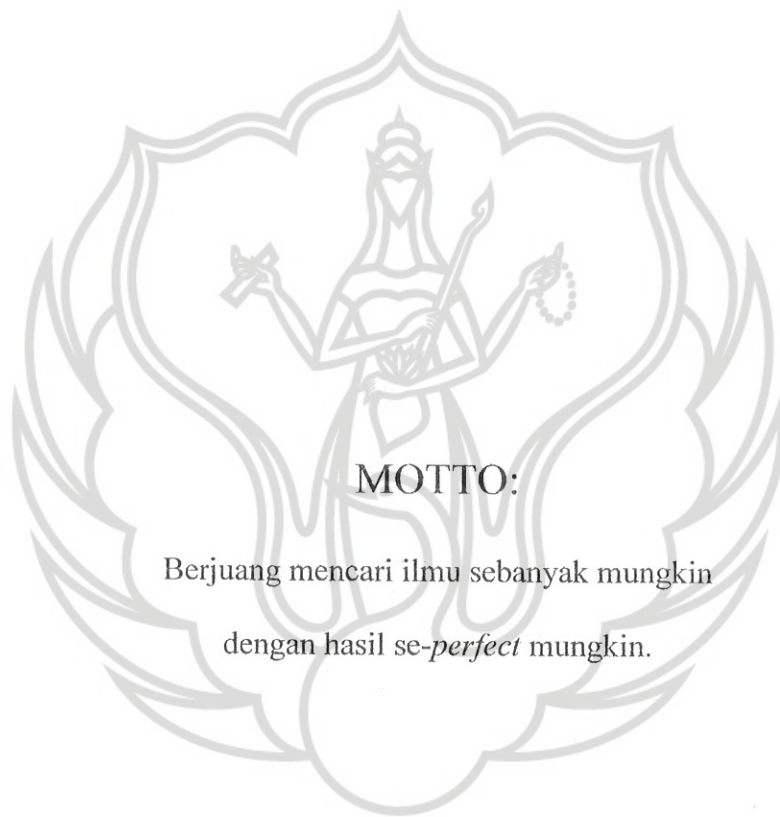 MOTTO:
Berjuang mencari ilmu sebanyak mungkin
dengan hasil se-perfect mungkin.